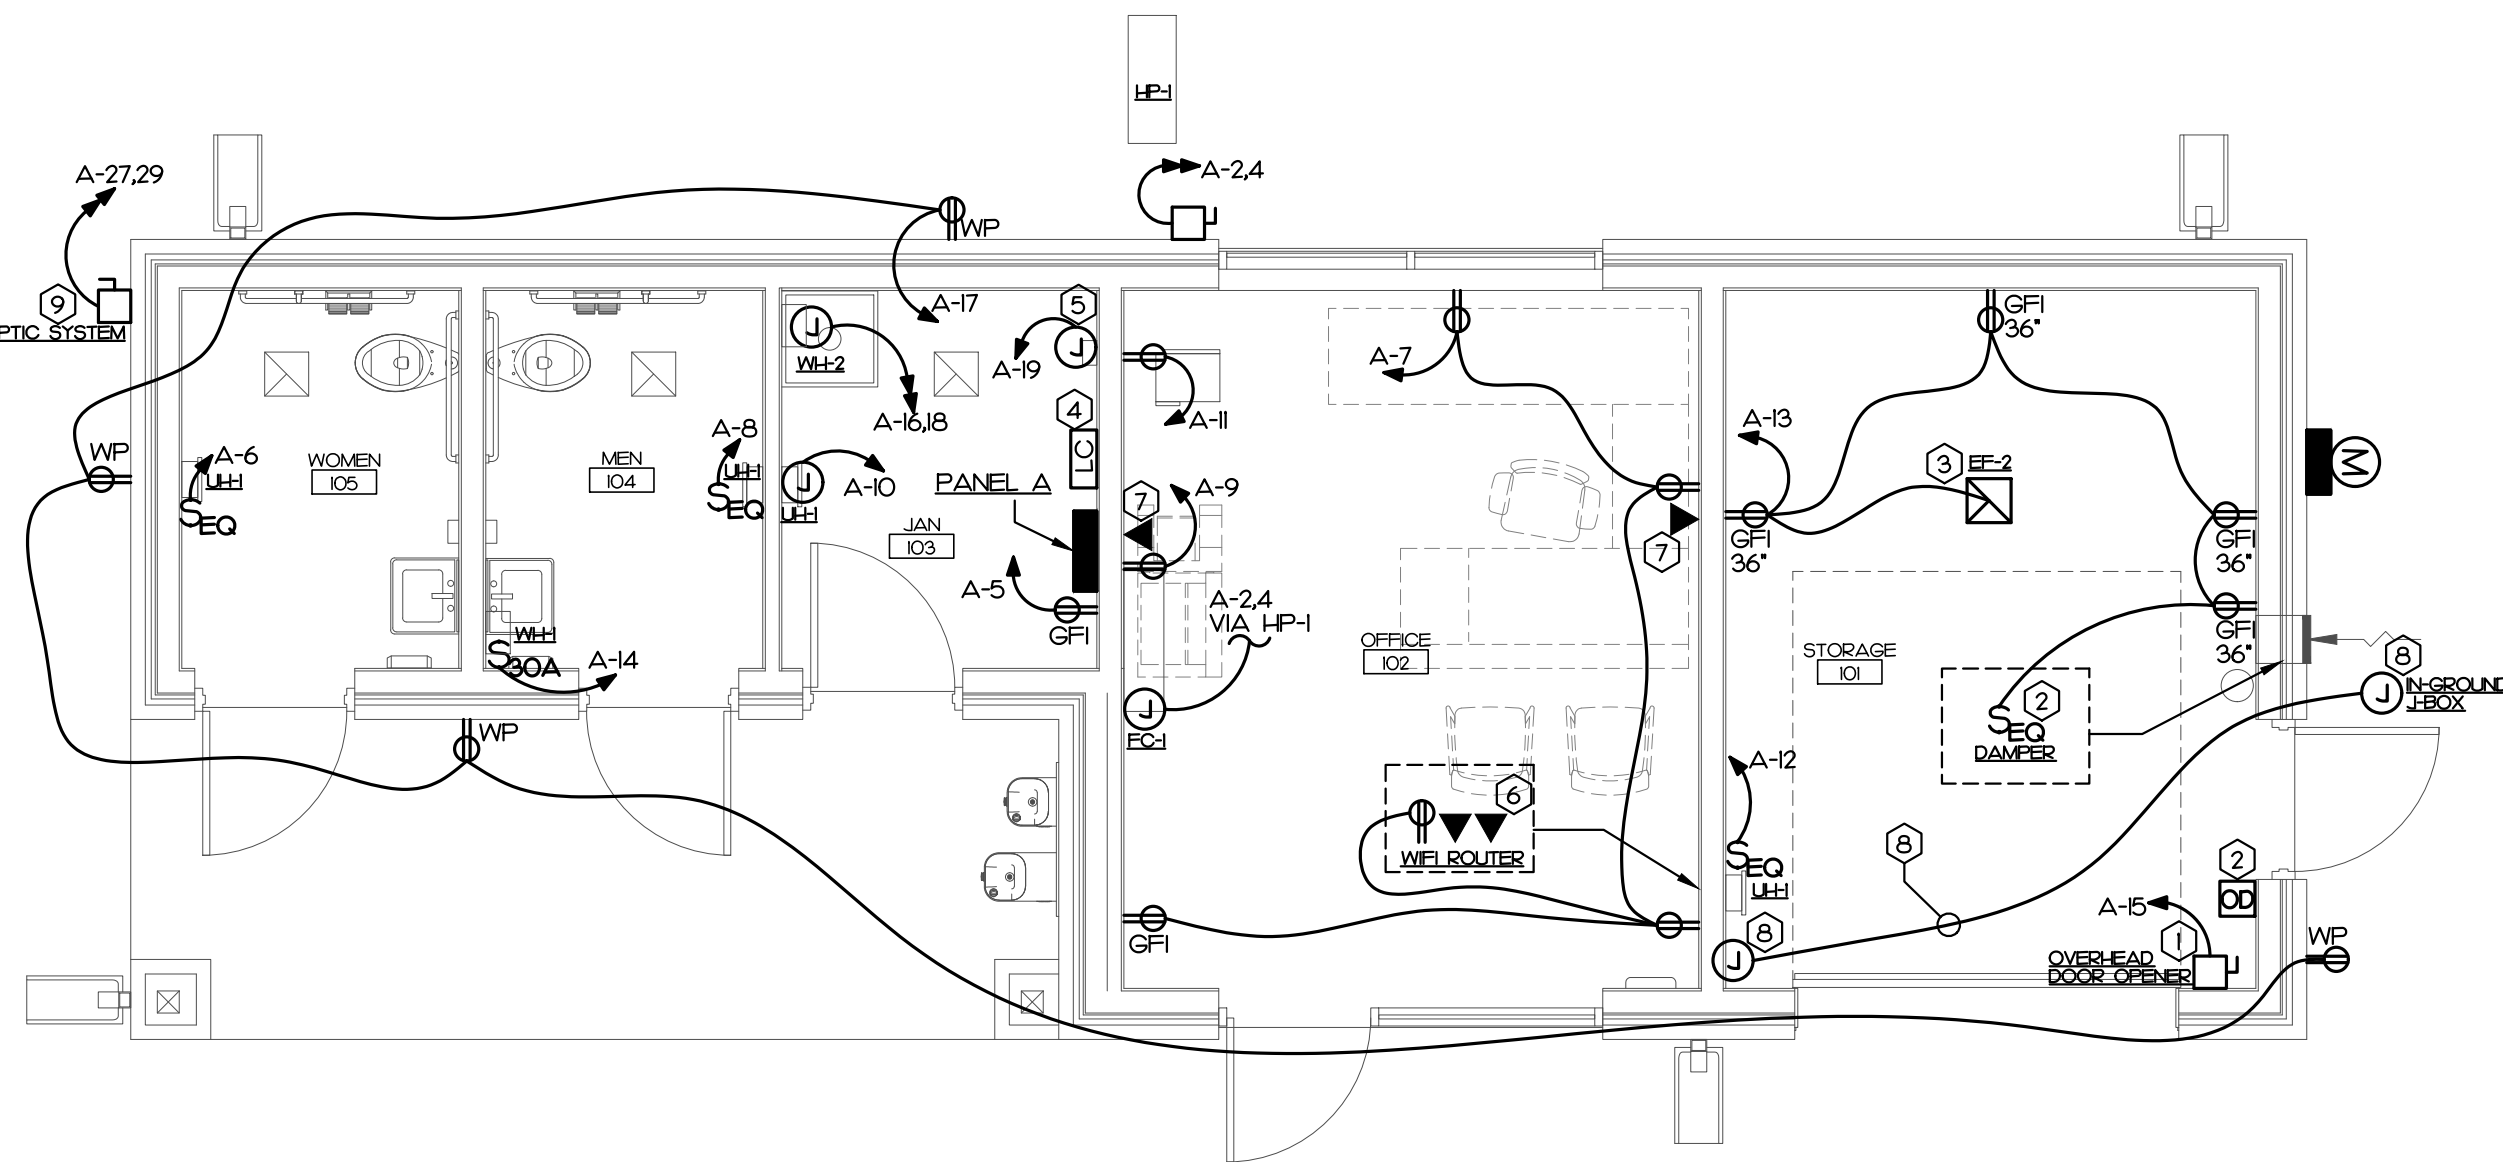 HP-1
A-27,29
A-2,4
WP
9
PTIC SYSTEM
A-17
5
GFI
36"
J
WH-2
J
A-19
A-7
4
A-16,18
A-11
A-13
WP
A-6
UH-1
WOMEN
105
MEN
104
A-8
UH-1
LC
3
EF-2
M
SEQ
SEQ
UH-1
J
A-10
PANEL A
7
A-9
JAN
103
7
GFI
36"
GFI
36"
A-5
GFI
A-2,4
VIA HP-1
OFFICE
102
STORAGE
101
GFI
36"
WH-1
S30A
A-14
8
2
J
IN-GROUND
J-BOX
J
FC-1
SEQ
DAMPER
WP
A-12
6
WIFI ROUTER
8
SEQ
UH-1
2
OD
A-15
GFI
8
J
1
OVERHEAD
DOOR OPENER
WP